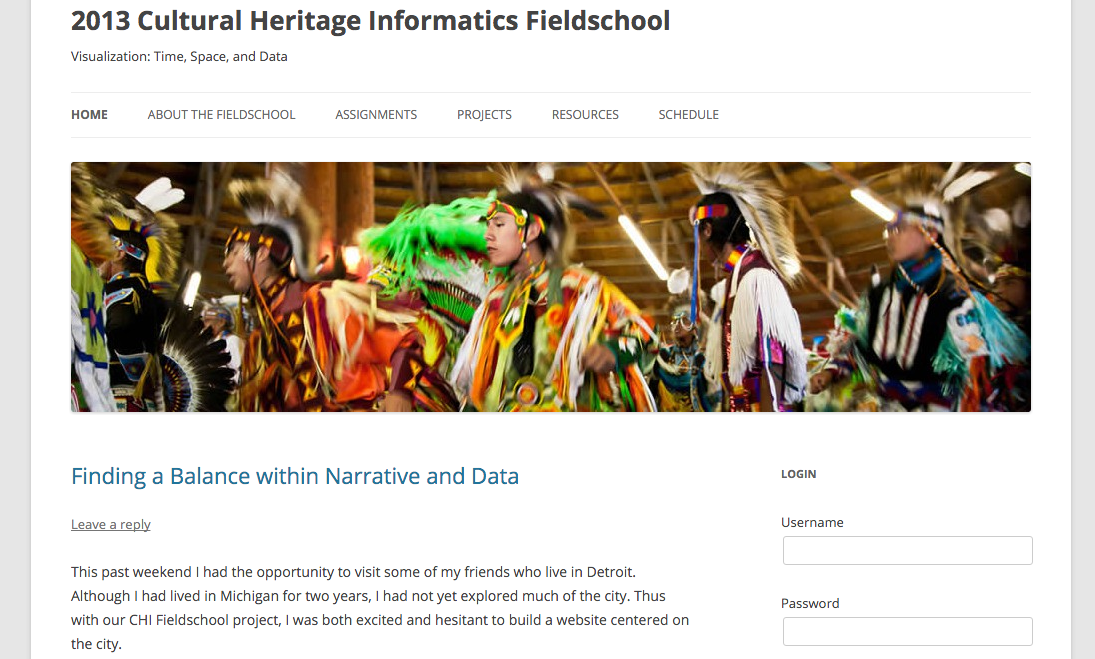 2013 Cultural Heritage Informatics Fieldschool
Visualization: Time, Space, and Data
HOME ABOUT THE FIELDSCHOOL ASSIGNMENTS PROJECTS RESOURCES SCHEDULE
Finding a Balance within Narrative and Data
Leave a reply
This past weekend I had the opportunity to visit some of my friends who live in Detroit.
Although I had lived in Michigan for two years, I had not yet explored much of the city. Thus
with our CHI Fieldschool project, I was both excited and hesitant to build a website centered on
the city.
LOGIN
Username
Password